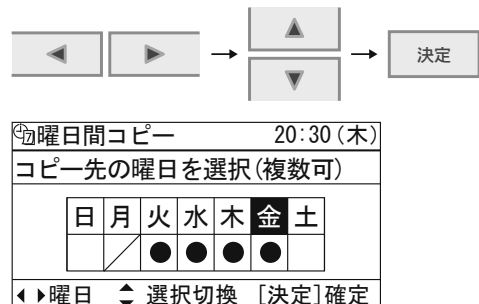 決定
曜日間コピー 20:30(木)
コピー先の曜日を選択(複数可)
日 月 火 水 木 金 土
曜日 選択切換 [決定]確定